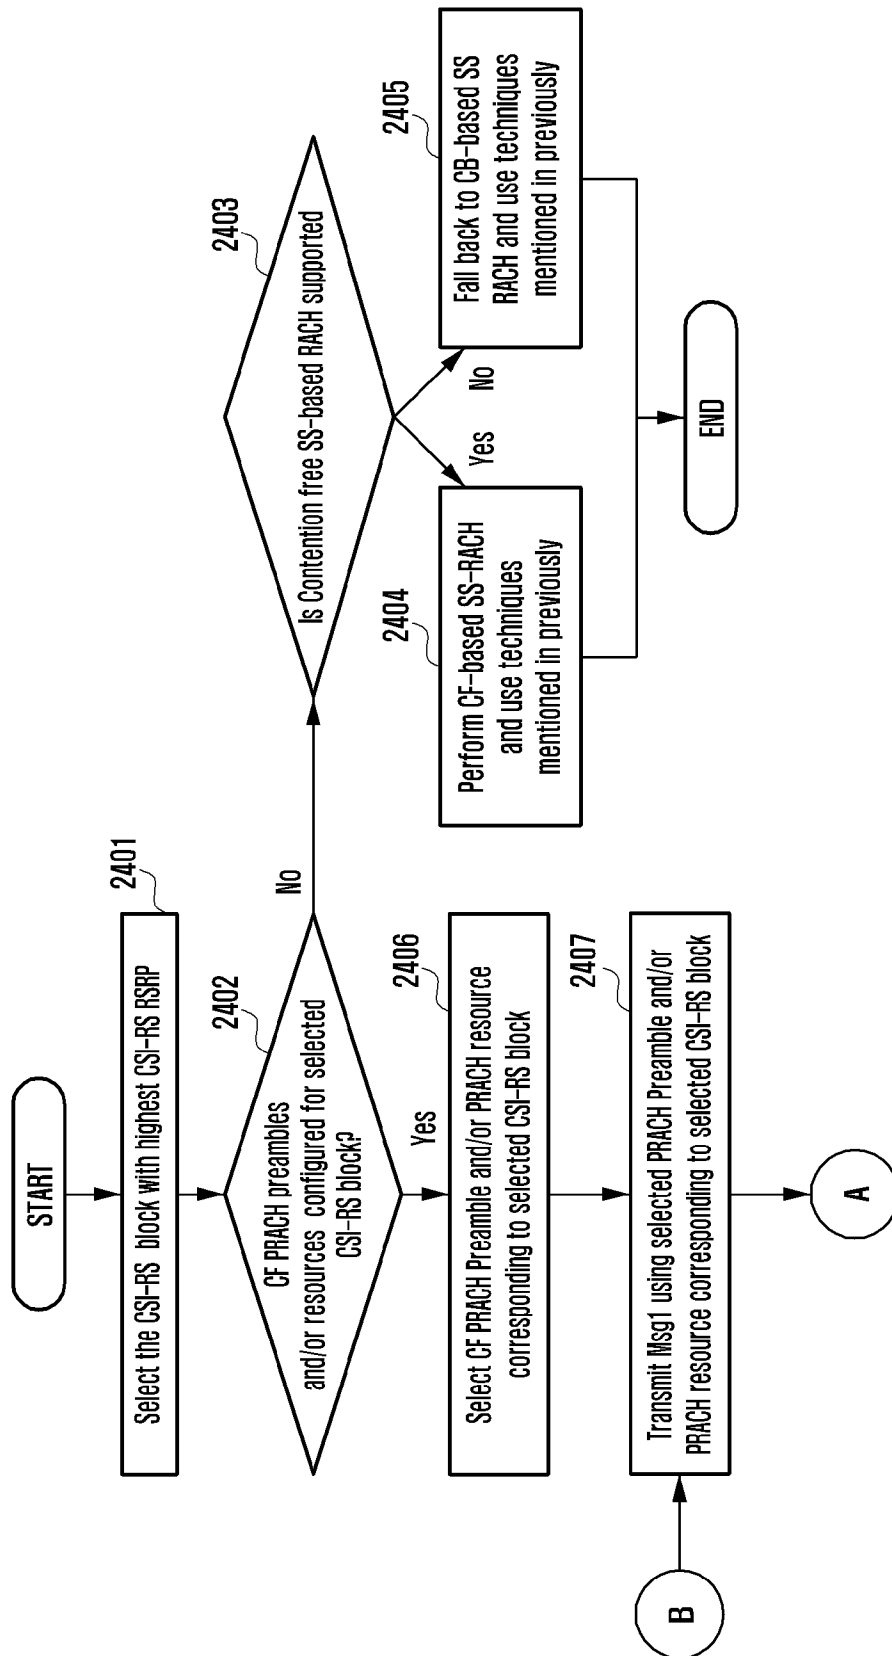 START
2401
Select the CSI-RS block with highest CSI-RS RSRP
2402
CF PRACH preambles
and/or resources configured for selected
CSI-RS block?
No
Yes
2403
Is Contention free SS-based RACH supported
Yes
No
2404
Perform CF-based SS-RACH
and use techniques
mentioned in previously
2405
Fall back to CB-based SS
RACH and use techniques
mentioned in previously
END
2406
Select CF PRACH Preamble and/or PRACH resource
corresponding to selected CSI-RS block
2407
Transmit Msg1 using selected PRACH Preamble and/or
PRACH resource corresponding to selected CSI-RS block
B
A